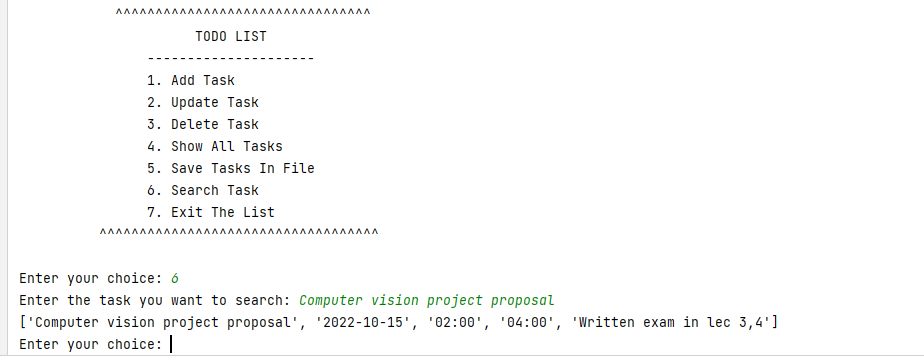 ^^^^^^^^^^^^^^^^^^^^^^^^^^^^^^^^
TODO LIST
---------------------
1. Add Task
2. Update Task
3. Delete Task
4. Show All Tasks
5. Save Tasks In File
6. Search Task
7. Exit The List
^^^^^^^^^^^^^^^^^^^^^^^^^^^^^^^^^^^
Enter your choice: 6
Enter the task you want to search: Computer vision project proposal
['Computer vision project proposal', '2022-10-15', '02:00', '04:00', 'Written exam in lec 3,4']
Enter your choice: